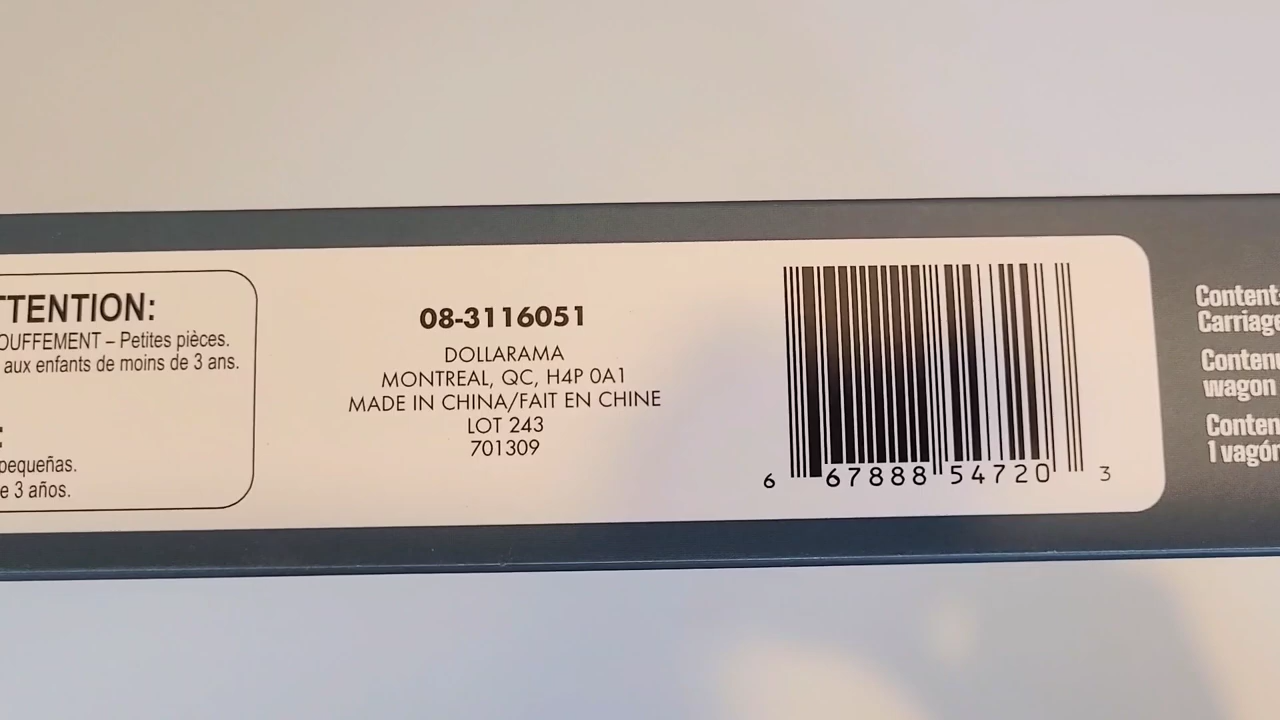 TTENTION:
OUFFEMENT – Petites pièces.
aux enfants de moins de 3 ans.
:
pequeñas.
e 3 años.
08-3116051
DOLLARAMA
MONTREAL, QC, H4P 0A1
MADE IN CHINA/FAIT EN CHINE
LOT 243
701309
6 67888 54720 3
Content
Carriage
Contenu
wagon
Conten
1 vagón